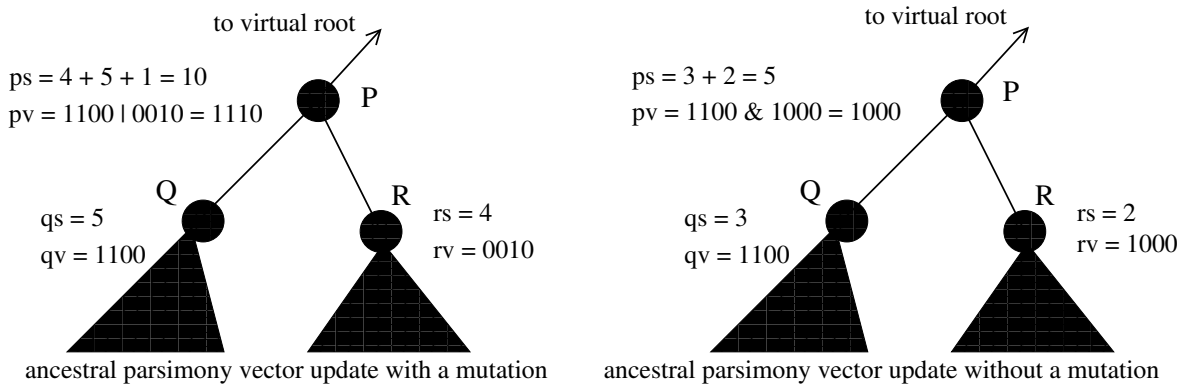 to virtual root
ps = 4 + 5 + 1 = 10
P
pv = 1100 | 0010 = 1110
Q
R
qs = 5
rs = 4
qv = 1100
rv = 0010
ancestral parsimony vector update with a mutation
to virtual root
ps = 3 + 2 = 5
P
pv = 1100 & 1000 = 1000
Q
R
qs = 3
rs = 2
qv = 1100
rv = 1000
ancestral parsimony vector update without a mutation